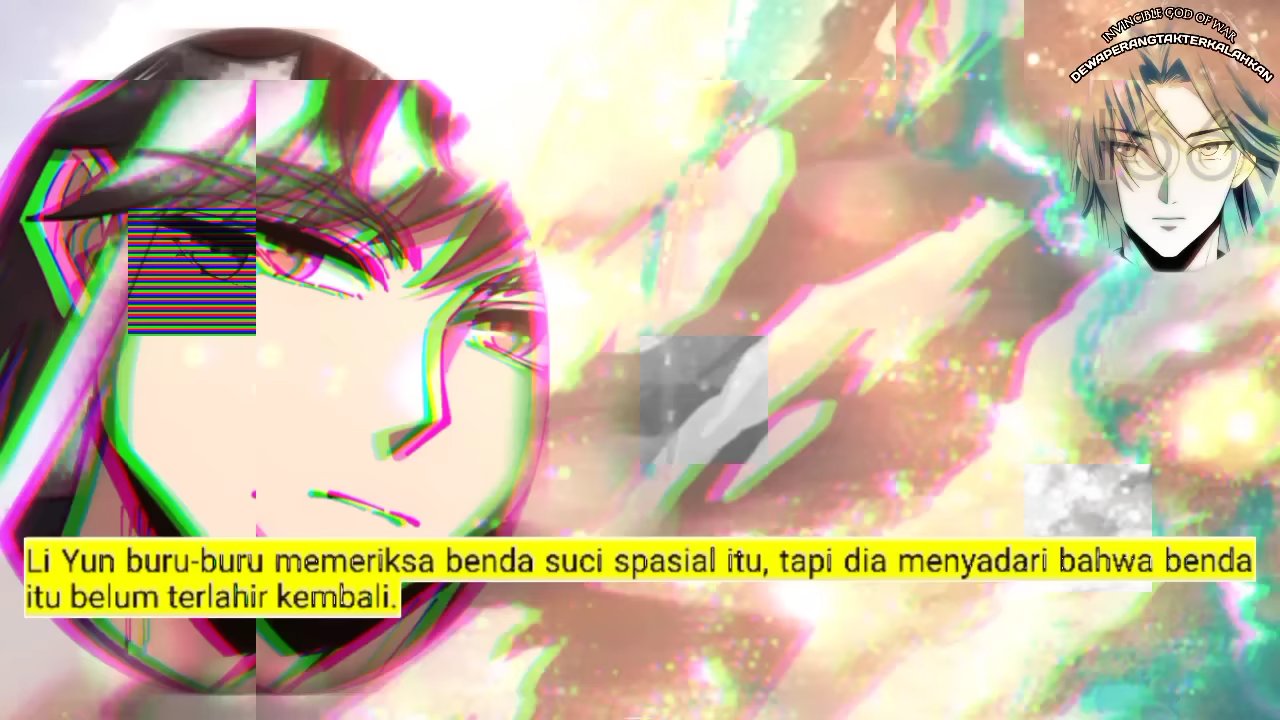 INVINCIBLE GOD OF WAR
DEWAPERANGTAKTERKALAHKAN
Li Yun buru-buru memeriksa benda suci spasial itu, tapi dia menyadari bahwa benda
itu belum terlahir kembali.